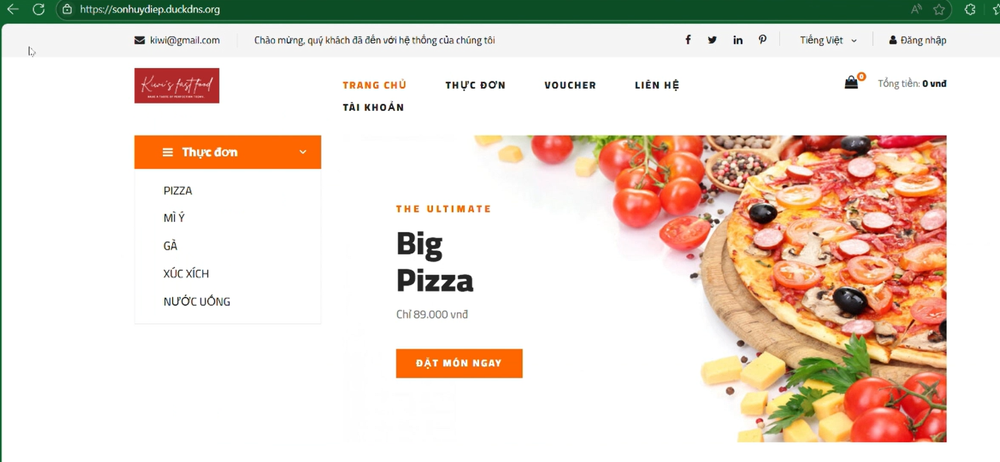 https://sonhuydiep.duckdns.org
kiwi@gmail.com
Chào mừng, quý khách đã đến với hệ thống của chúng tôi
Tiếng Việt
Đăng nhập
Kiwi's fast food
TRANG CHỦ
THỰC ĐƠN
VOUCHER
LIÊN HỆ
TÀI KHOẢN
0
Tổng tiền: 0 vnđ
Thực đơn
PIZZA
MÌ Ý
GÀ
XÚC XÍCH
NƯỚC UỐNG
THE ULTIMATE
Big
Pizza
Chỉ 89.000 vnđ
ĐẶT MÓN NGAY